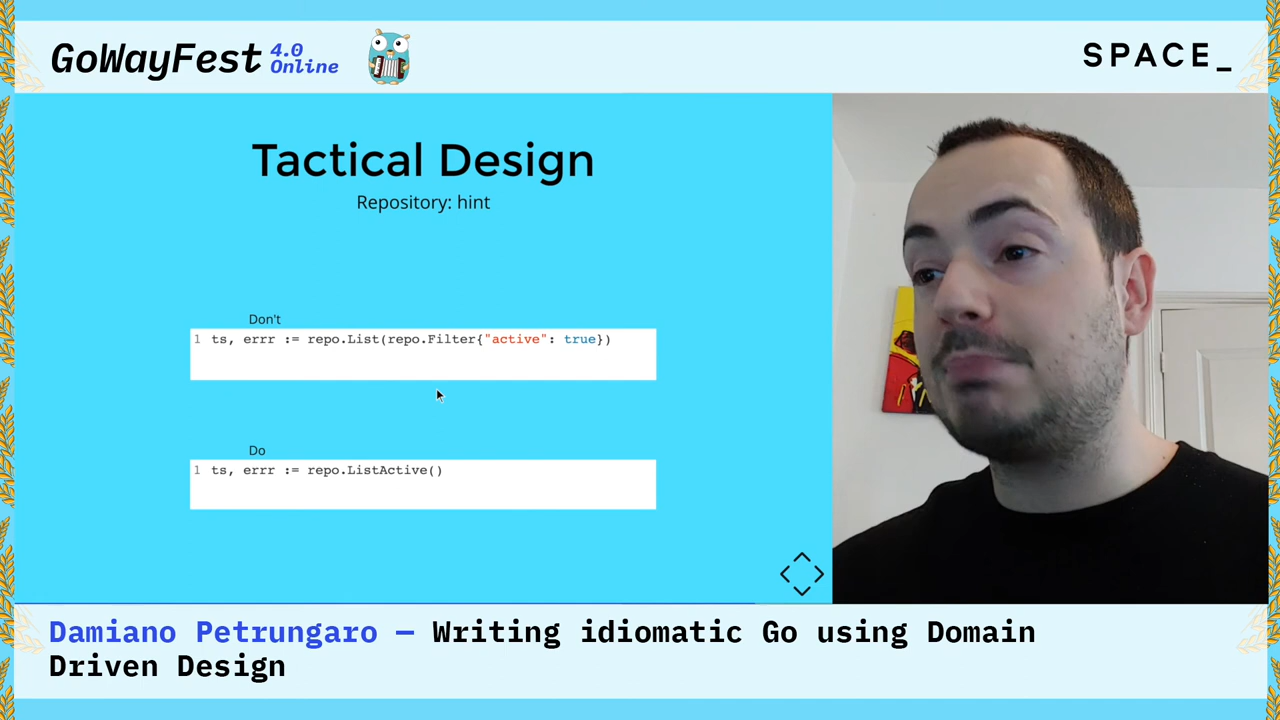 GoWayFest 4.0
Online
SPACE_
Tactical Design
Repository: hint
Don't
1 ts, errr := repo.List(repo.Filter{"active": true})
Do
1 ts, errr := repo.ListActive()
Damiano Petrungaro — Writing idiomatic Go using Domain
Driven Design